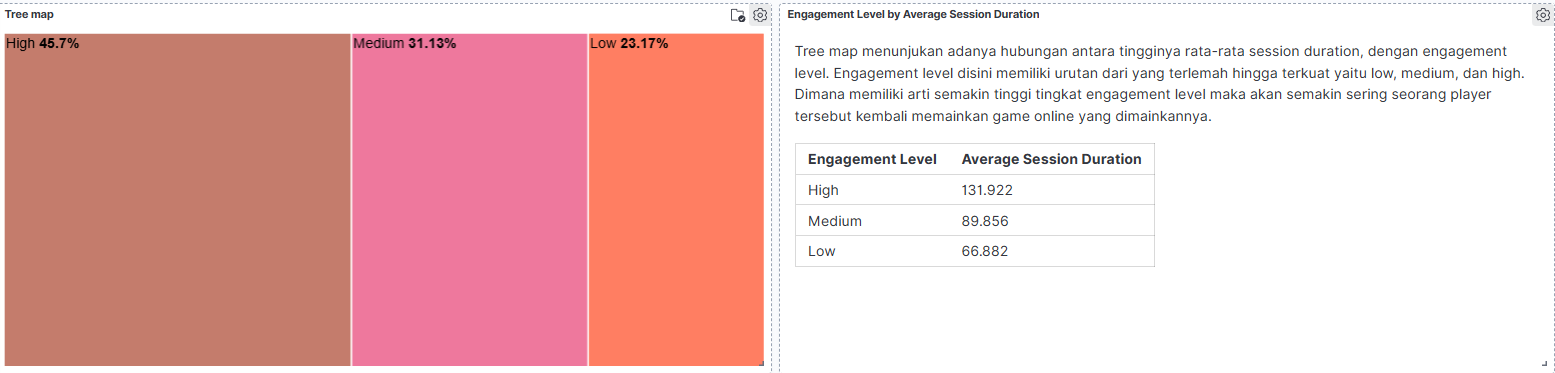 Tree map
High 45.7%
Medium 31.13%
Low 23.17%
Engagement Level by Average Session Duration
Tree map menunjukan adanya hubungan antara tingginya rata-rata session duration, dengan engagement
level. Engagement level disini memiliki urutan dari yang terlemah hingga terkuat yaitu low, medium, dan high.
Dimana memiliki arti semakin tinggi tingkat engagement level maka akan semakin sering seorang player
tersebut kembali memainkan game online yang dimainkannya.
Engagement Level Average Session Duration
High 131.922
Medium 89.856
Low 66.882